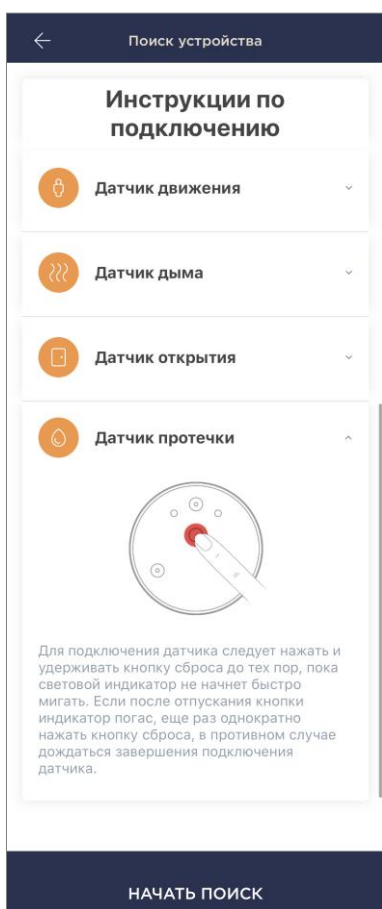 Поиск устройства
Инструкции по
подключению
Датчик движения
Датчик дыма
Датчик открытия
Датчик протечки
Для подключения датчика следует нажать и
удерживать кнопку сброса до тех пор, пока
световой индикатор не начнет быстро
мигать. Если после отпускания кнопки
индикатор погас, еще раз однократно
нажать кнопку сброса, в противном случае
дождаться завершения подключения
датчика.
НАЧАТЬ ПОИСК